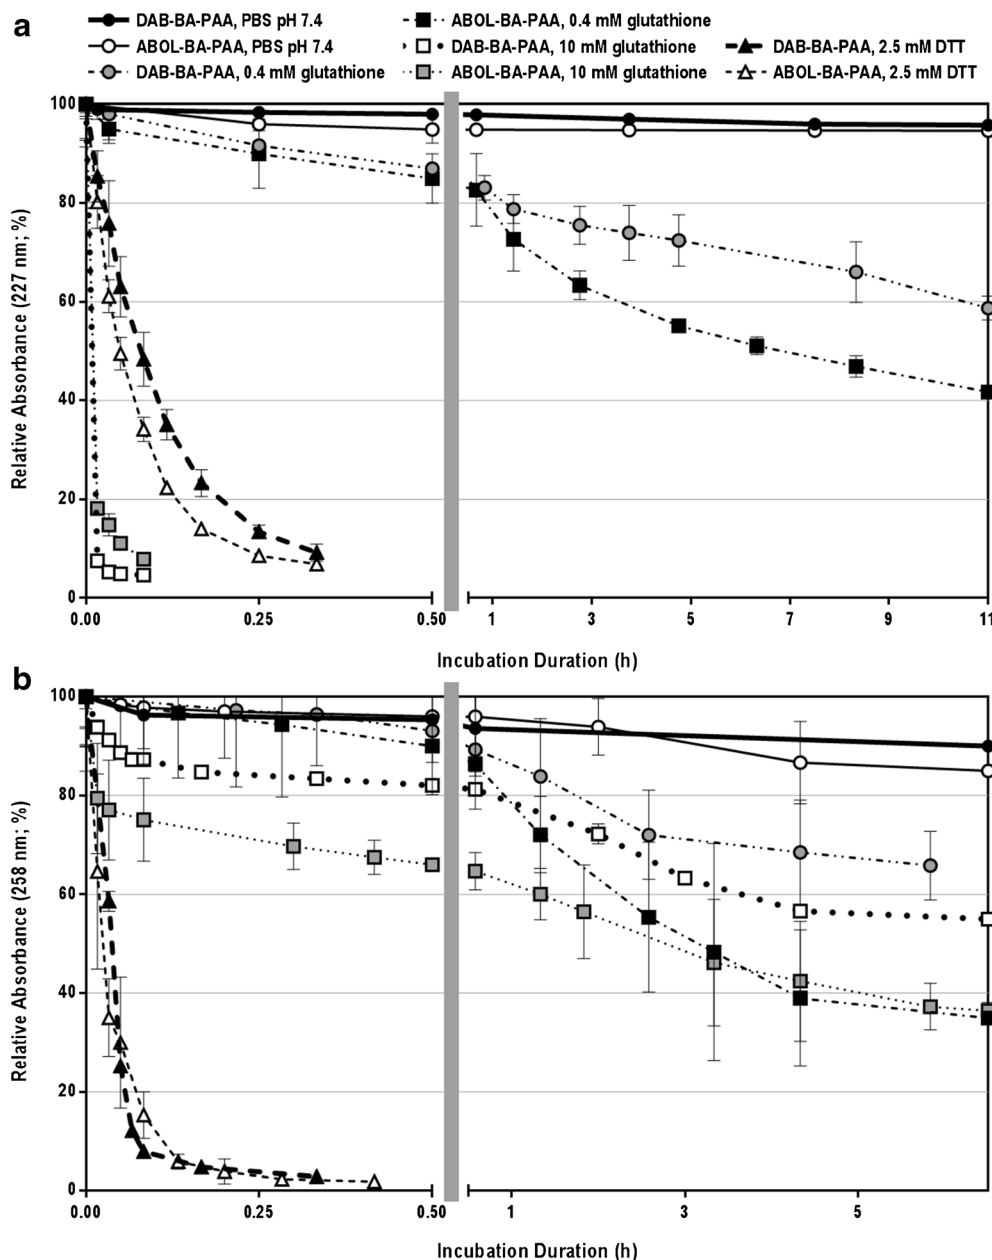 a
DAB-BA-PAA, PBS pH 7.4
ABOL-BA-PAA, 0.4 mM glutathione
ABOL-BA-PAA, PBS pH 7.4
DAB-BA-PAA, 10 mM glutathione
DAB-BA-PAA, 2.5 mM DTT
DAB-BA-PAA, 0.4 mM glutathione
ABOL-BA-PAA, 10 mM glutathione
ABOL-BA-PAA, 2.5 mM DTT
Relative Absorbance (227 nm; %)
100
80
60
40
20
0
0.00 0.25 0.50 1 3 5 7 9 11
Incubation Duration (h)
b
Relative Absorbance (258 nm; %)
100
80
60
40
20
0
0.00 0.25 0.50 1 3 5
Incubation Duration (h)